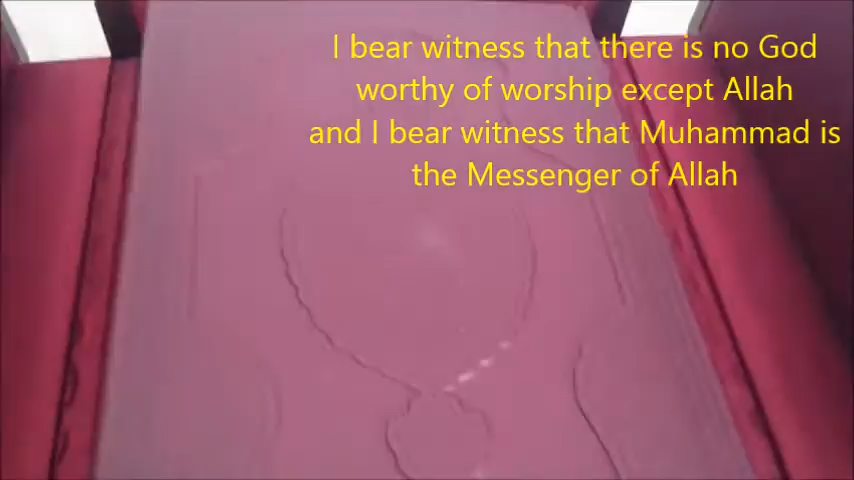 I bear witness that there is no God
worthy of worship except Allah
and I bear witness that Muhammad is
the Messenger of Allah